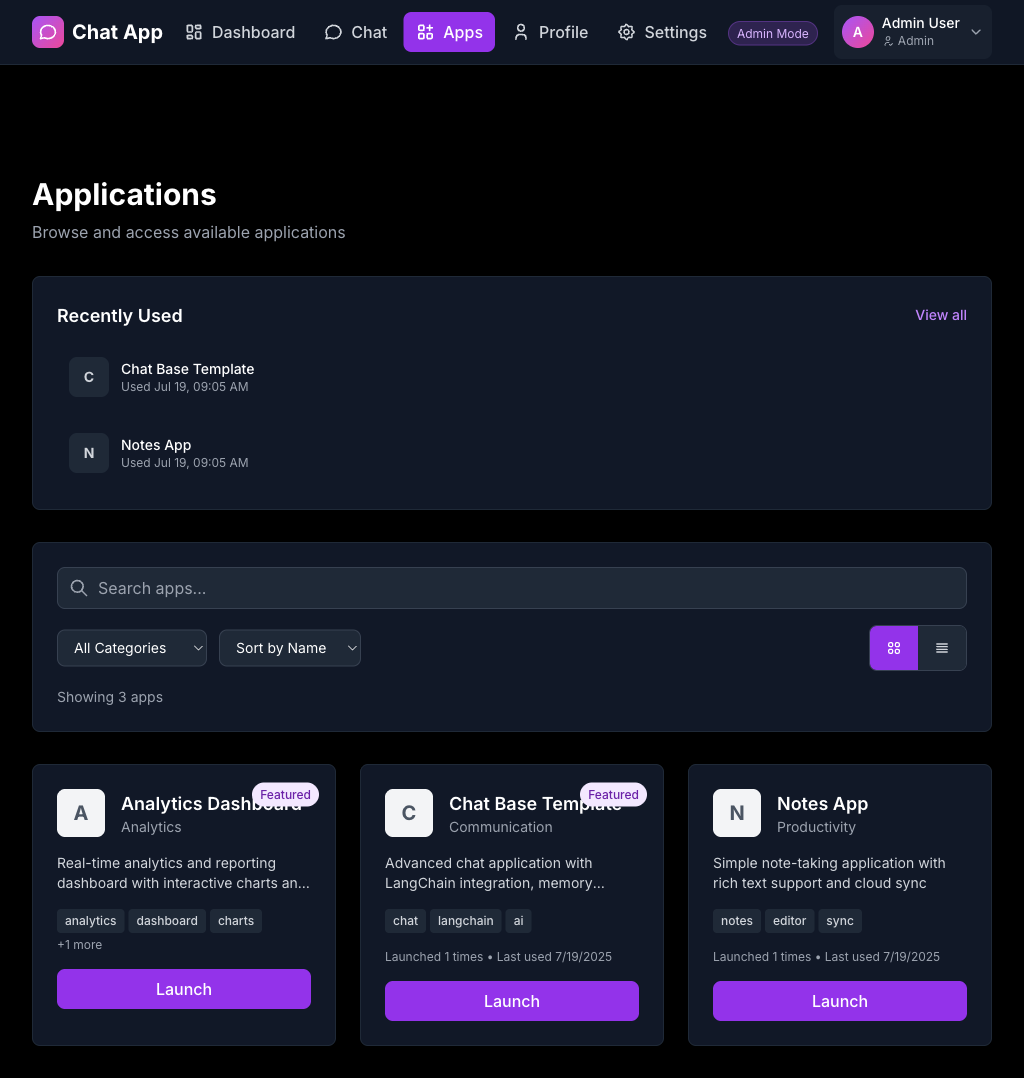 Chat App
Dashboard
Chat
Apps
Profile
Settings
Admin Mode
A
Admin User
Admin
Applications
Browse and access available applications
Recently Used
View all
C
Chat Base Template
Used Jul 19, 09:05 AM
N
Notes App
Used Jul 19, 09:05 AM
Search apps...
All Categories
Sort by Name
Showing 3 apps
A
Analytics Dashboard
Featured
Analytics
Real-time analytics and reporting
dashboard with interactive charts an...
analytics
dashboard
charts
+1 more
Launch
C
Chat Base Template
Featured
Communication
Advanced chat application with
LangChain integration, memory...
chat
langchain
ai
Launched 1 times • Last used 7/19/2025
Launch
N
Notes App
Productivity
Simple note-taking application with
rich text support and cloud sync
notes
editor
sync
Launched 1 times • Last used 7/19/2025
Launch